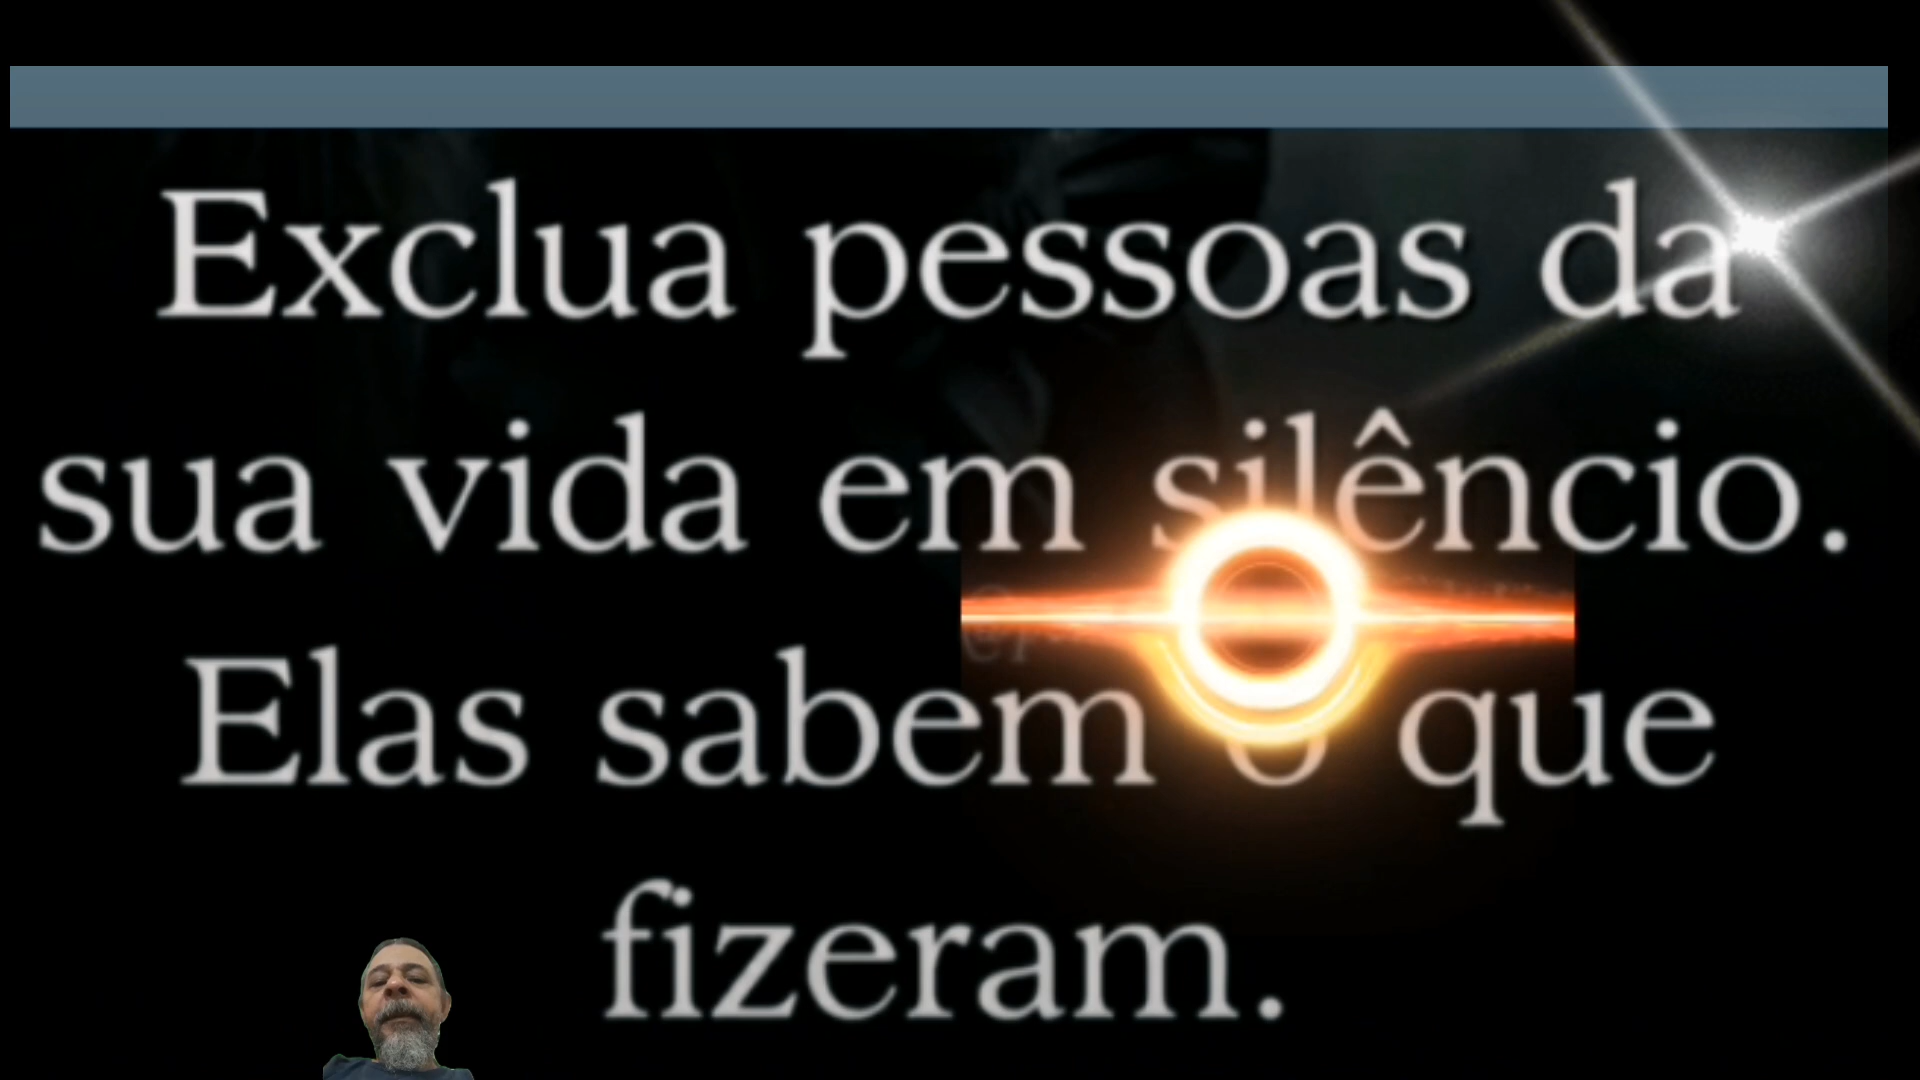 Exclua pessoas da
sua vida em silêncio.
Elas sabem o que
fizeram.